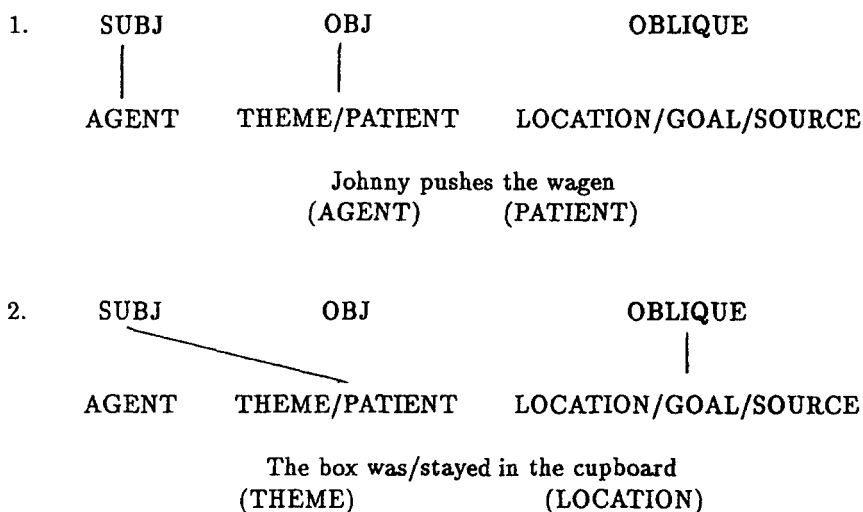 1. SUBJ OBJ OBLIQUE
AGENT THEME/PATIENT LOCATION/GOAL/SOURCE
Johnny pushes the wagen
(AGENT) (PATIENT)
2. SUBJ OBJ OBLIQUE
AGENT THEME/PATIENT LOCATION/GOAL/SOURCE
The box was/stayed in the cupboard
(THEME) (LOCATION)